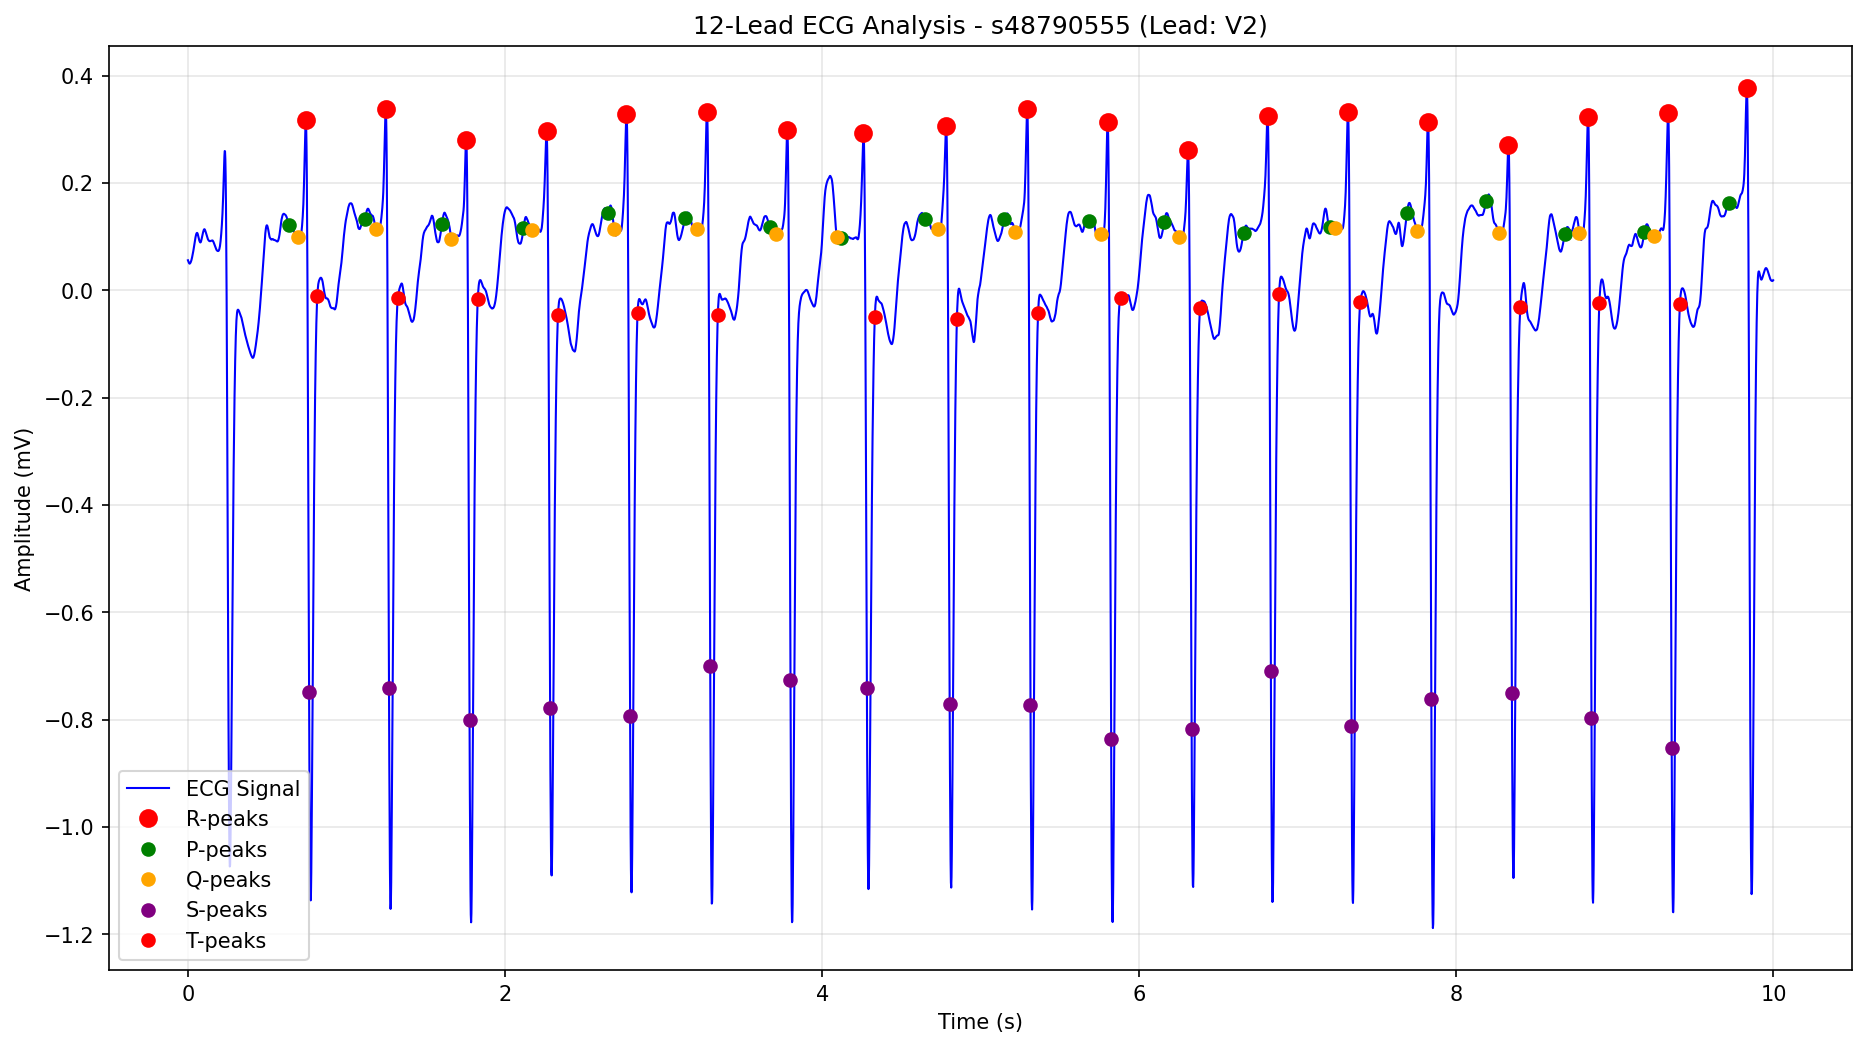 12-Lead ECG Analysis - s48790555 (Lead: V2)
Amplitude (mV)
0.4
0.2
0.0
−0.2
−0.4
−0.6
−0.8
−1.0
−1.2
ECG Signal
R-peaks
P-peaks
Q-peaks
S-peaks
T-peaks
0 2 4 6 8 10
Time (s)